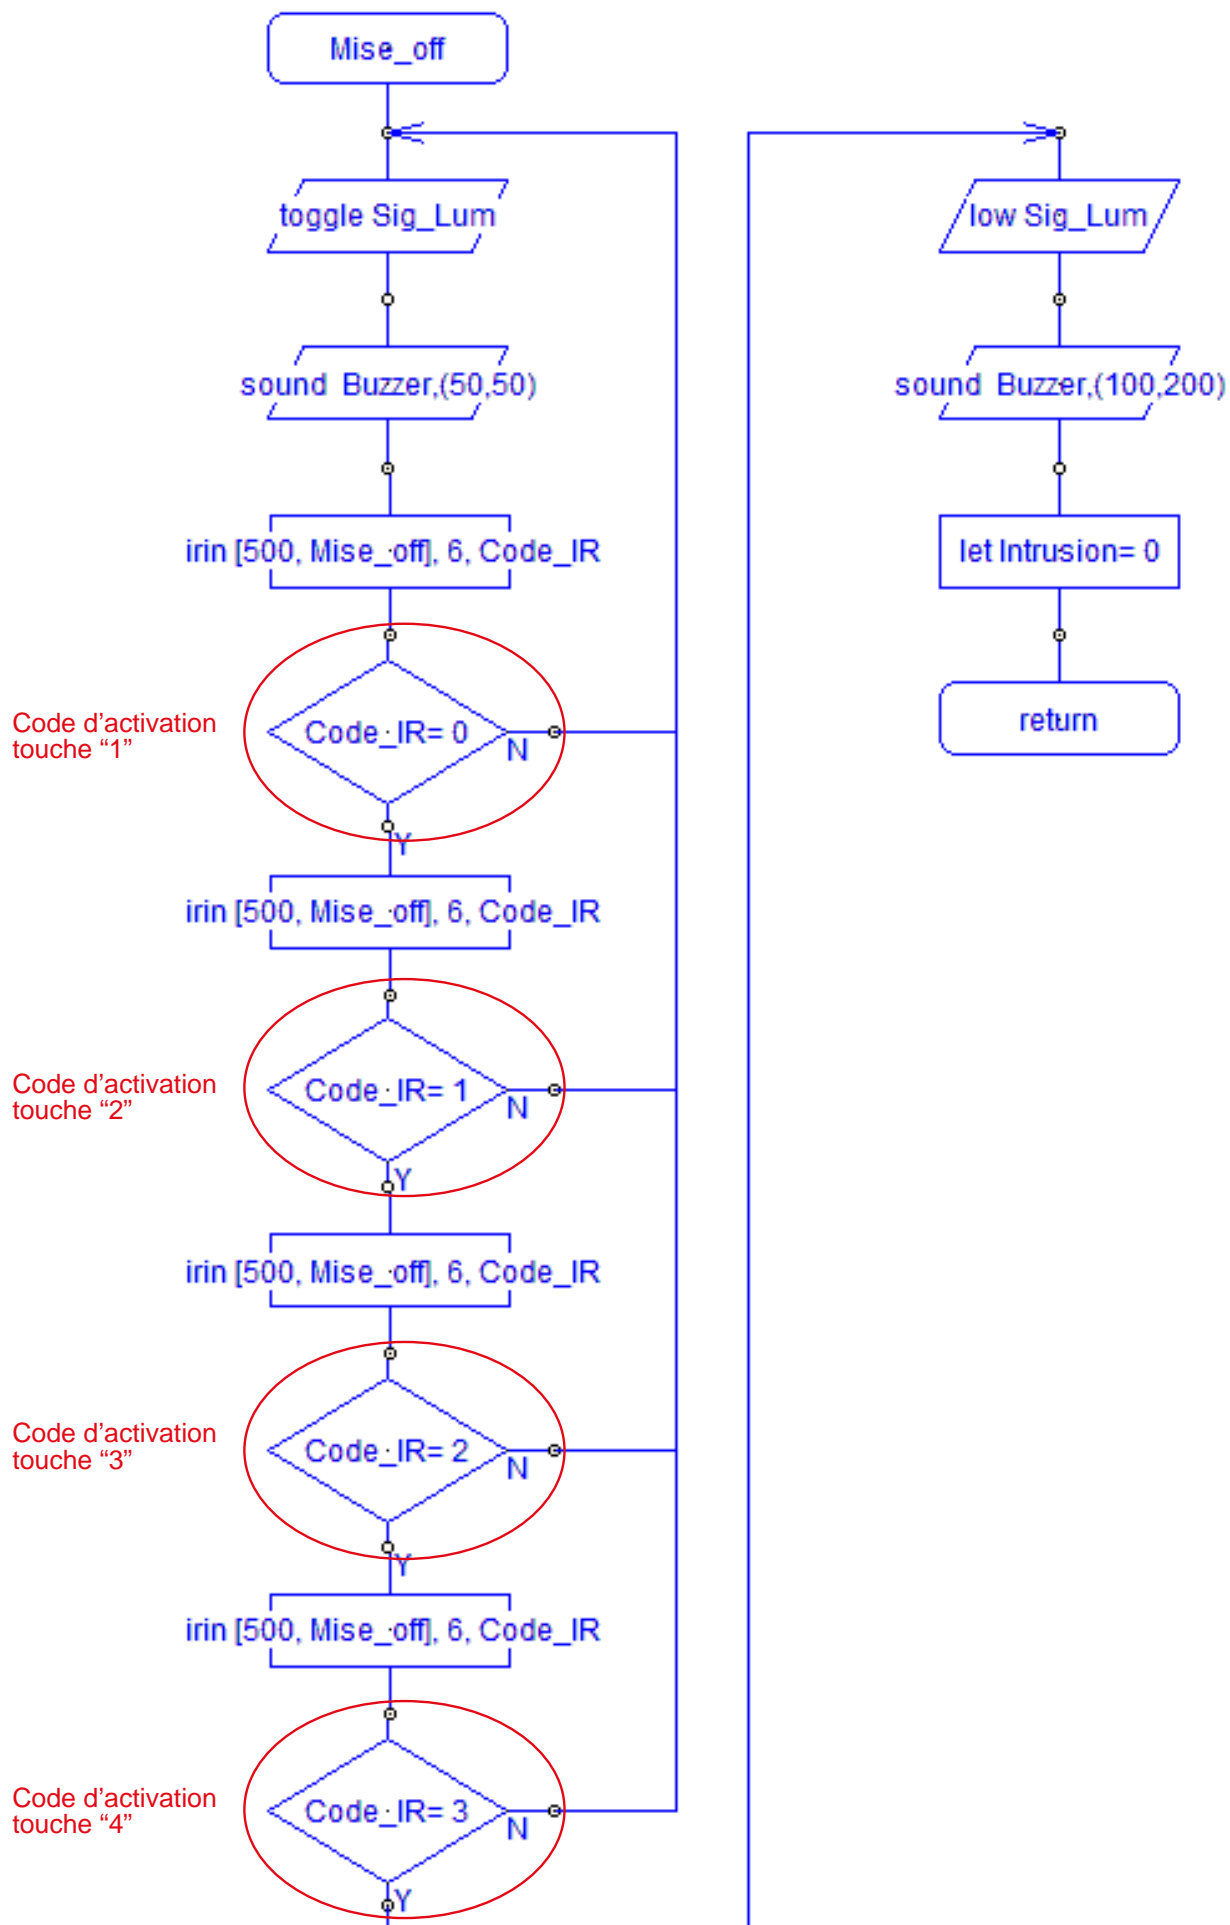 Mise_off
toggle Sig_Lum
sound Buzzer,(50,50)
irin [500, Mise_off], 6, Code_IR
Code d’activation
touche “1”
Code_IR= 0
N
Y
irin [500, Mise_off], 6, Code_IR
Code d’activation
touche “2”
Code_IR= 1
N
Y
irin [500, Mise_off], 6, Code_IR
Code d’activation
touche “3”
Code_IR= 2
N
Y
irin [500, Mise_off], 6, Code_IR
Code d’activation
touche “4”
Code_IR= 3
N
Y
low Sig_Lum
sound Buzzer,(100,200)
let Intrusion= 0
return